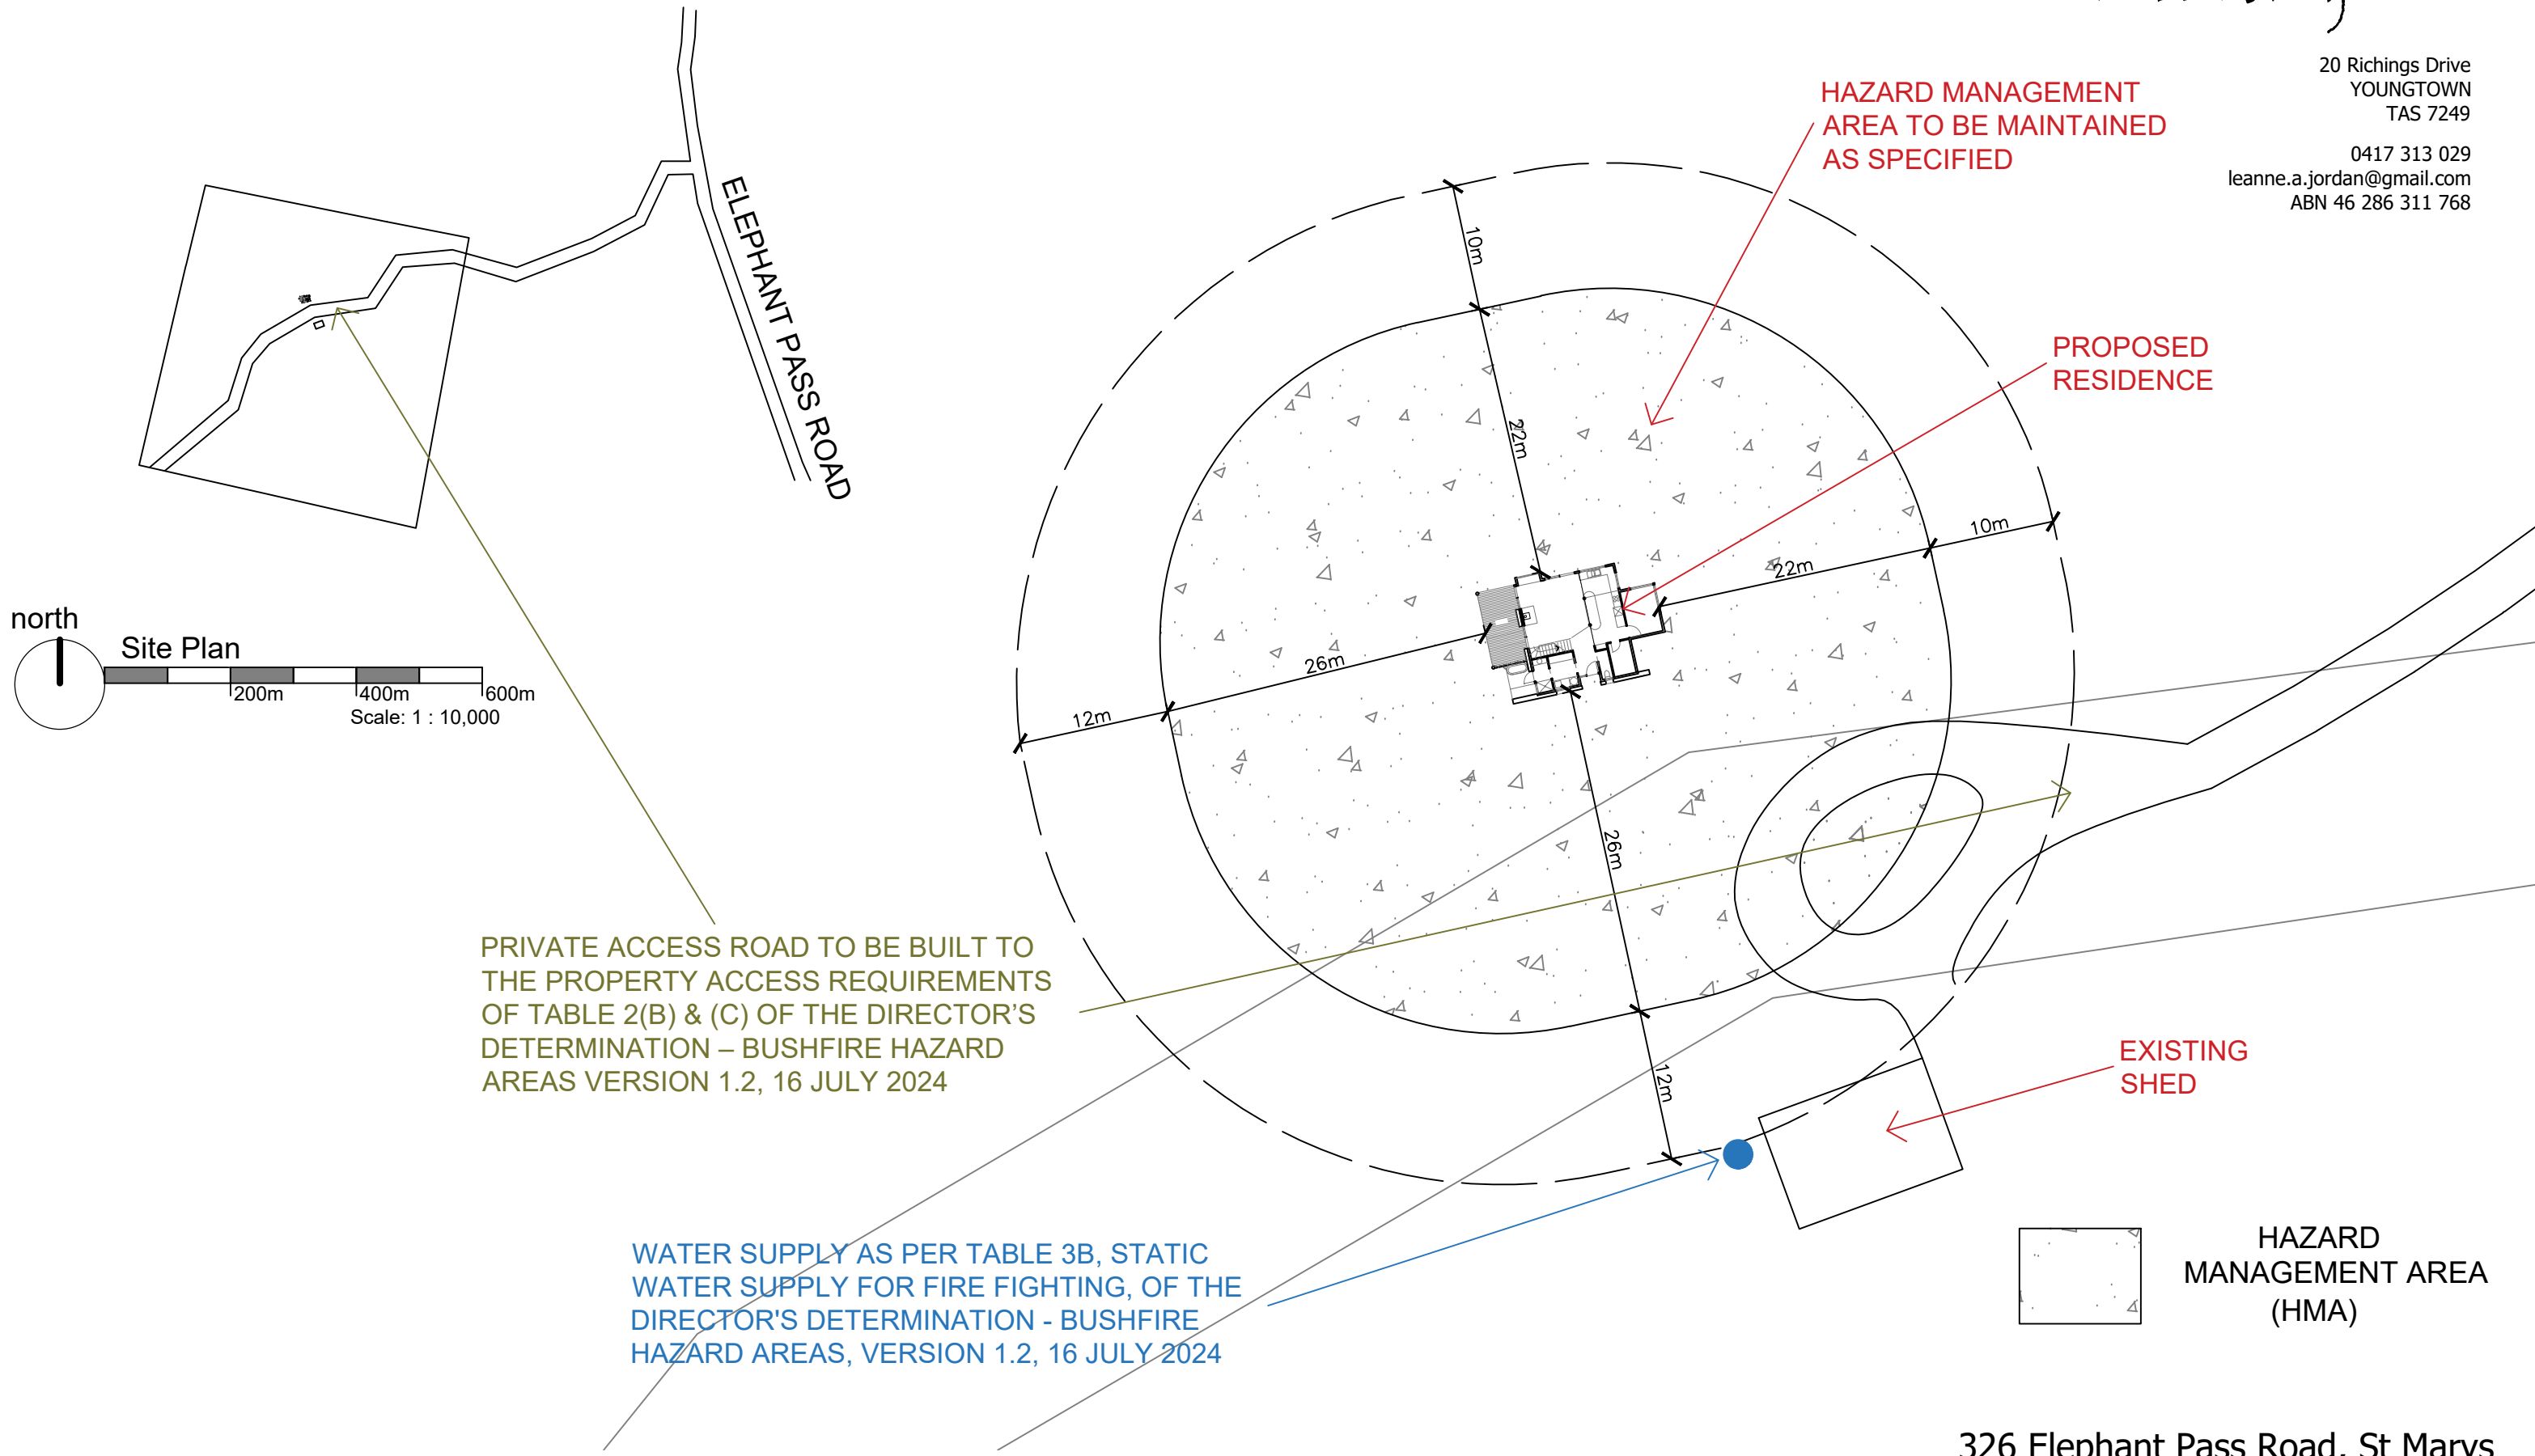 20 Richings Drive
YOUNGTOWN
TAS 7249
0417 313 029
leanne.a.jordan@gmail.com
ABN 46 286 311 768
HAZARD MANAGEMENT
AREA TO BE MAINTAINED
AS SPECIFIED
PROPOSED
RESIDENCE
ELEPHANT PASS ROAD
10m
22m
10m
22m
26m
12m
26m
12m
north
Site Plan
200m
400m
600m
Scale: 1 : 10,000
PRIVATE ACCESS ROAD TO BE BUILT TO
THE PROPERTY ACCESS REQUIREMENTS
OF TABLE 2(B) & (C) OF THE DIRECTOR’S
DETERMINATION – BUSHFIRE HAZARD
AREAS VERSION 1.2, 16 JULY 2024
EXISTING
SHED
WATER SUPPLY AS PER TABLE 3B, STATIC
WATER SUPPLY FOR FIRE FIGHTING, OF THE
DIRECTOR'S DETERMINATION - BUSHFIRE
HAZARD AREAS, VERSION 1.2, 16 JULY 2024
HAZARD
MANAGEMENT AREA
(HMA)
326 Elephant Pass Road, St Marys